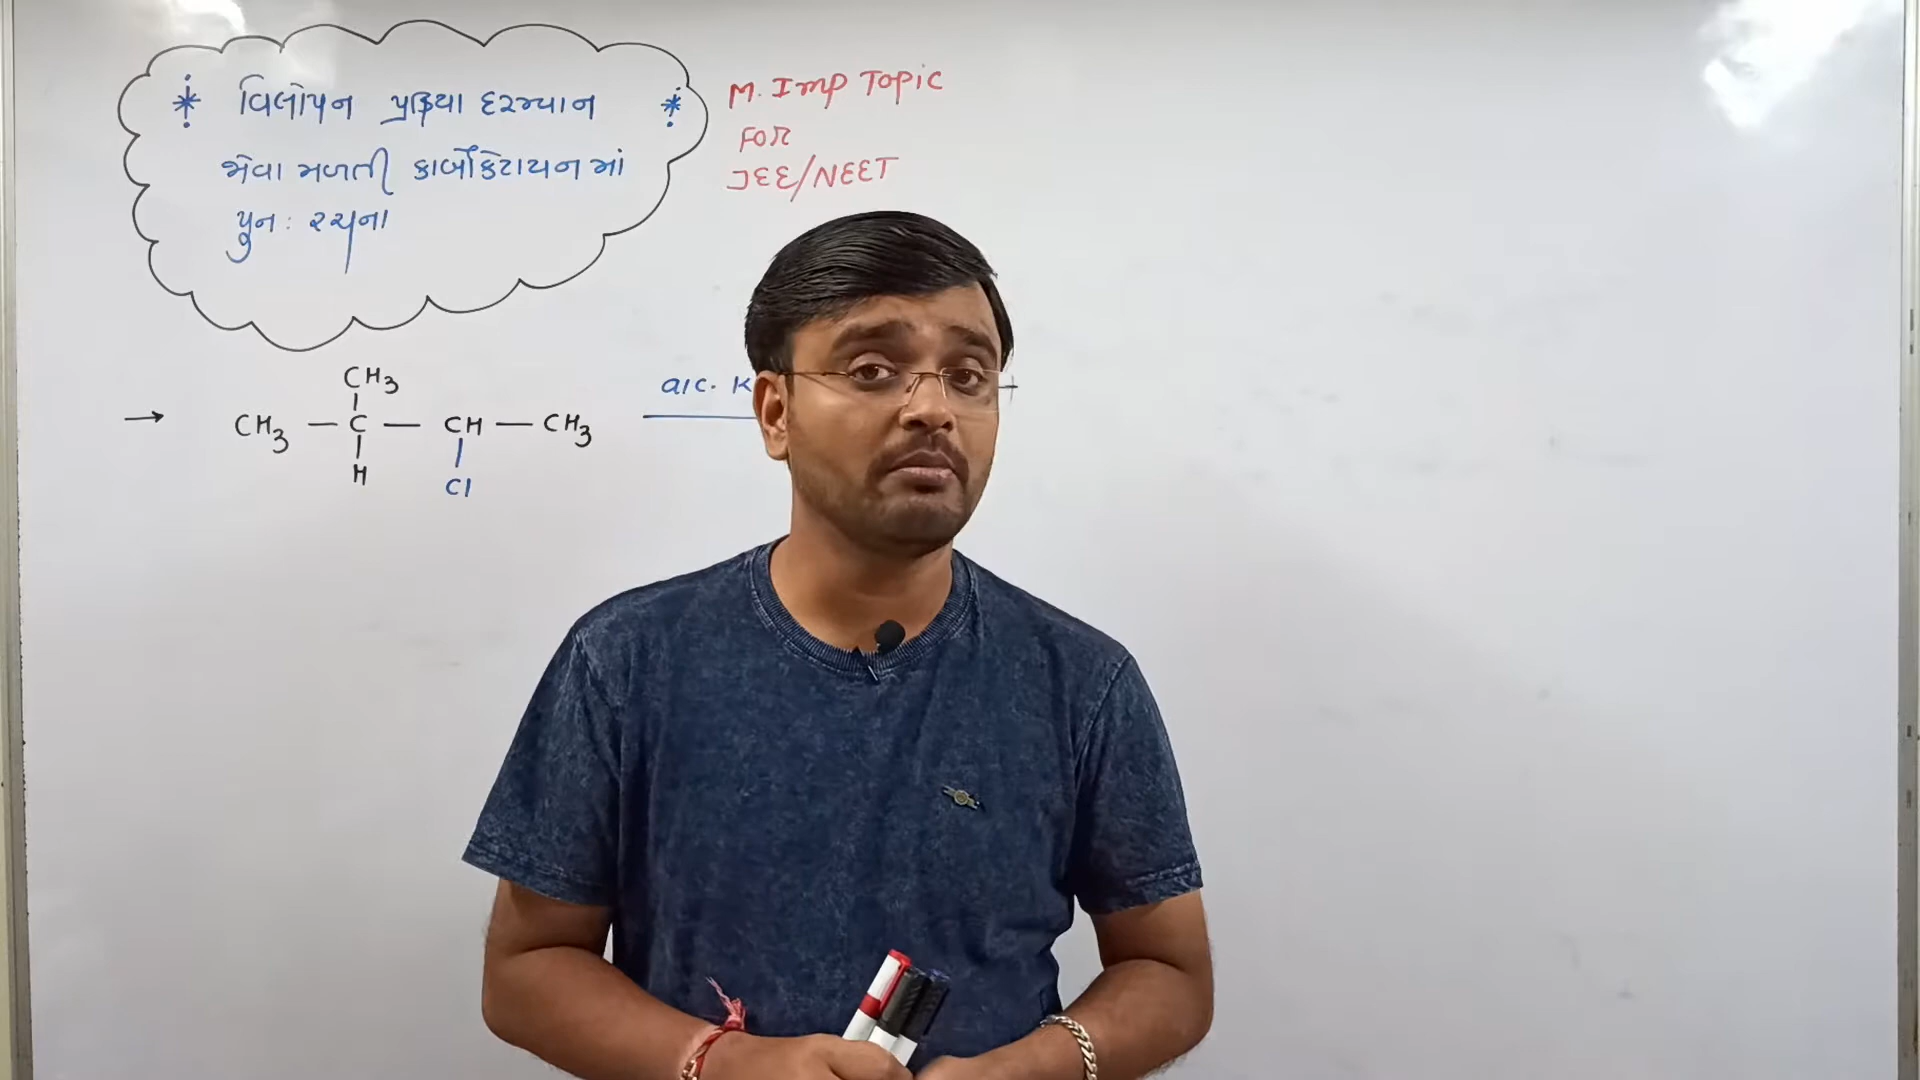 * વિલોપન પ્રક્રિયા દરમ્યાન *
જોવા મળતી કાર્બોકેટાયનમાં
પુન: રચના
M. Imp Topic
FOR
JEE/NEET
CH3
→ CH3 — C — CH — CH3
H
Cl
alc. K
+